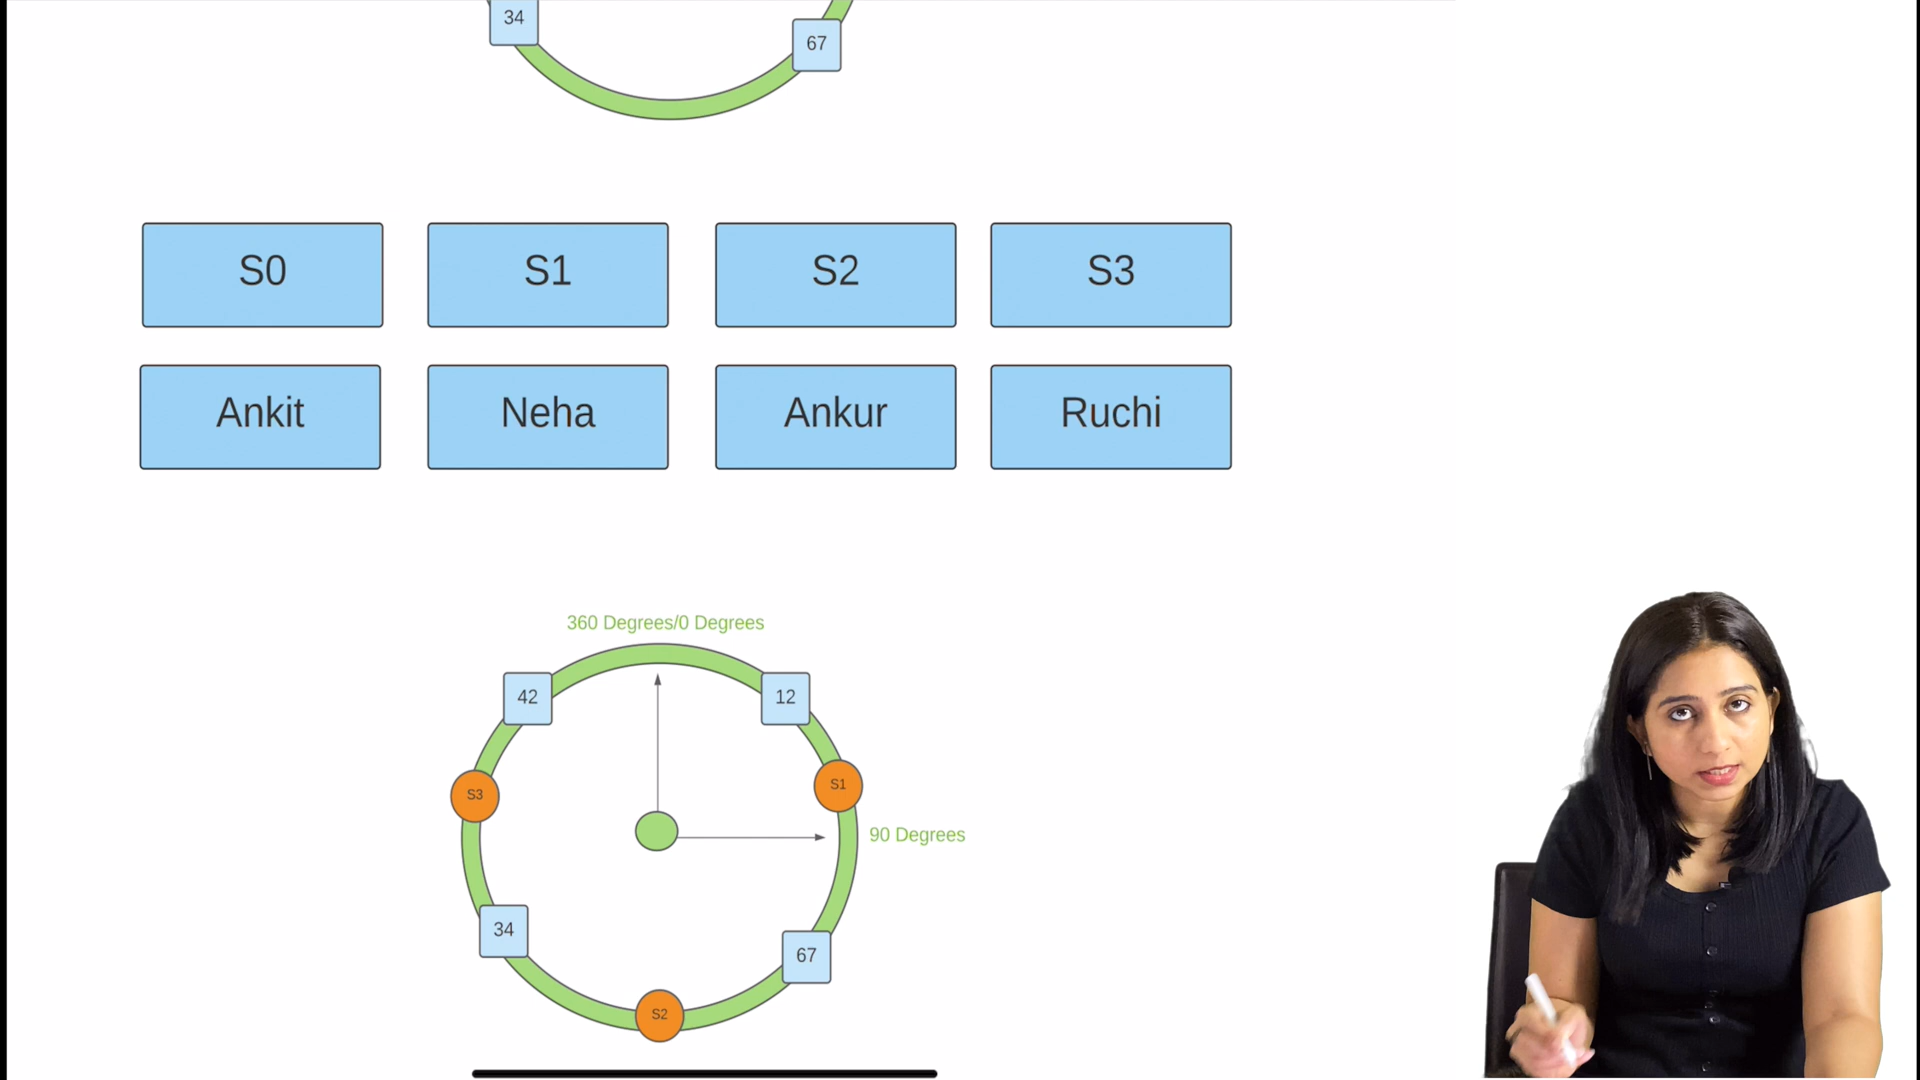 34
67
S0 S1 S2 S3
Ankit Neha Ankur Ruchi
360 Degrees/0 Degrees
42
12
S3
S1
90 Degrees
34
67
S2